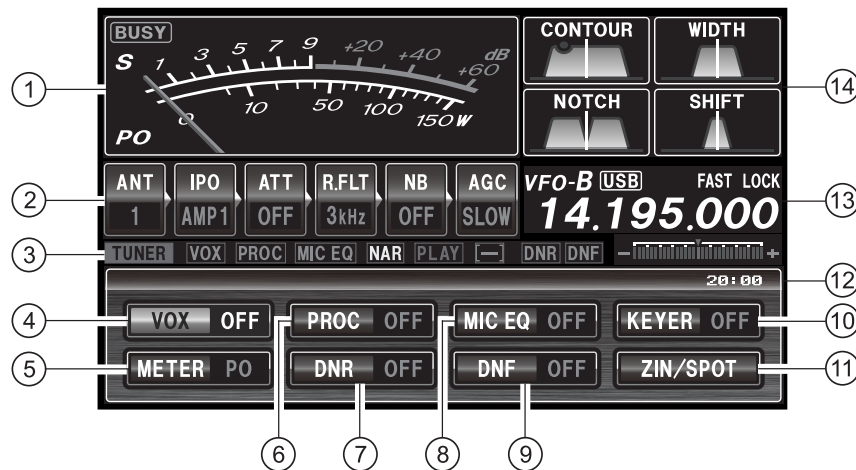 BUSY
S 1 3 5 7 9 +20 +40 +60 dB
0 10 50 100 150 W
PO
CONTOUR WIDTH
NOTCH SHIFT
ANT IPO ATT R.FLT NB AGC
1 AMP1 OFF 3kHz OFF SLOW
VFO-B USB FAST LOCK
14.195.000
TUNER VOX PROC MIC EQ NAR PLAY [—] DNR DNF
− +
20:00
VOX OFF PROC OFF MIC EQ OFF KEYER OFF
METER PO DNR OFF DNF OFF ZIN/SPOT
1
2
3
4
5
6
7
8
9
10
11
12
13
14